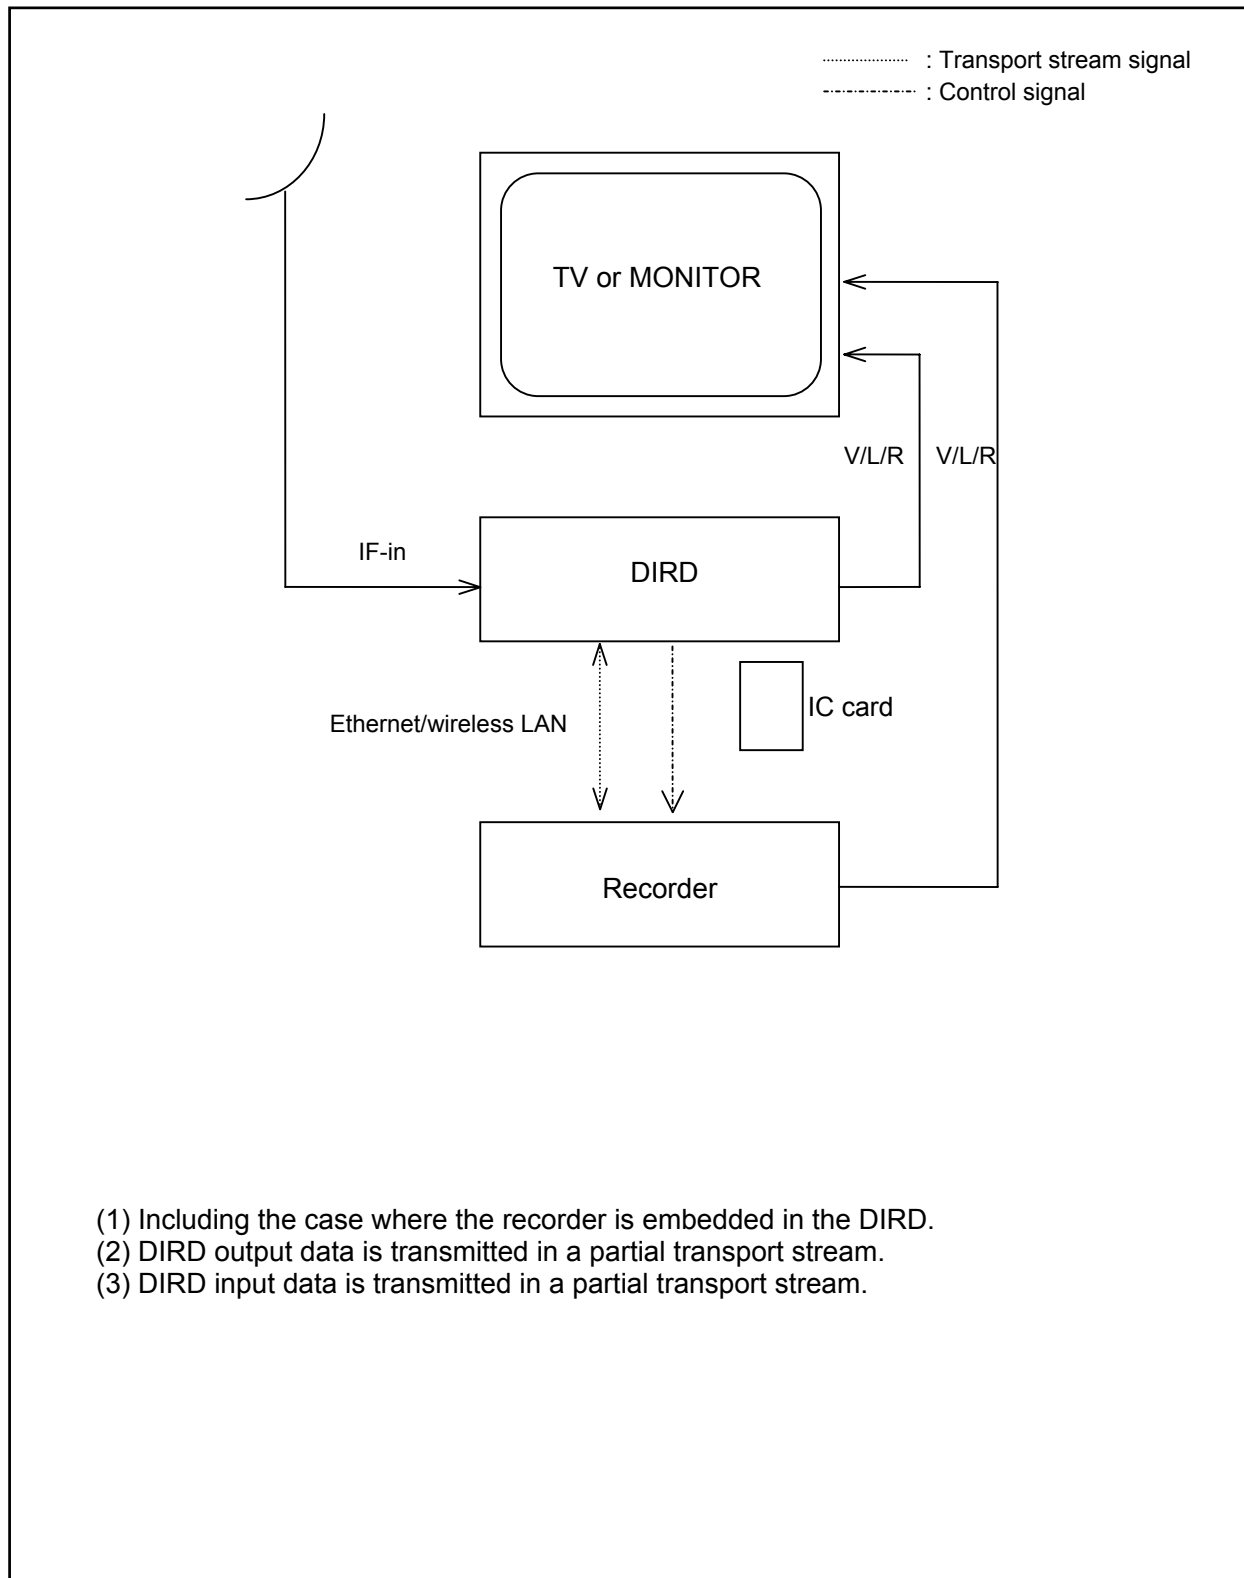 : Transport stream signal
: Control signal
TV or MONITOR
V/L/R
V/L/R
IF-in
DIRD
IC card
Ethernet/wireless LAN
Recorder
(1) Including the case where the recorder is embedded in the DIRD.
(2) DIRD output data is transmitted in a partial transport stream.
(3) DIRD input data is transmitted in a partial transport stream.